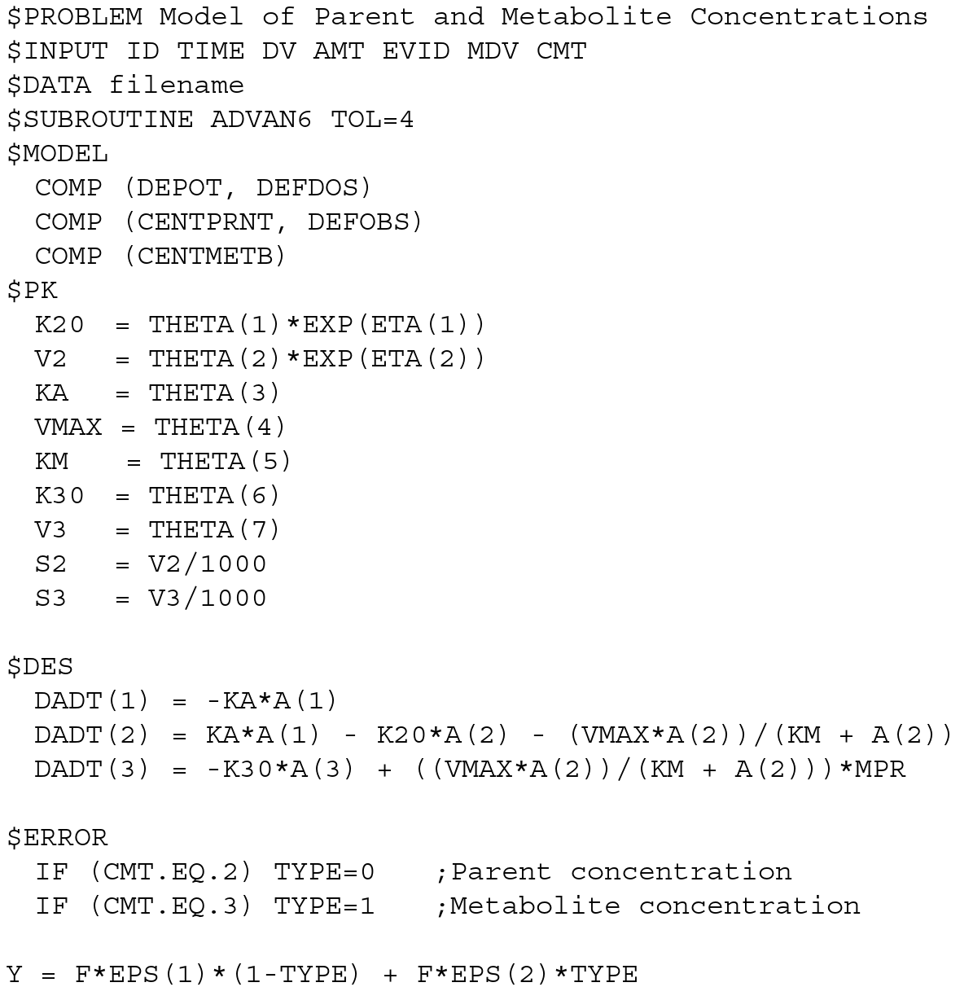 $PROBLEM Model of Parent and Metabolite Concentrations
$INPUT ID TIME DV AMT EVID MDV CMT
$DATA filename
$SUBROUTINE ADVAN6 TOL=4
$MODEL
  COMP (DEPOT, DEFDOS)
  COMP (CENTPRNT, DEFOBS)
  COMP (CENTMETB)
$PK
  K20  = THETA(1)*EXP(ETA(1))
  V2   = THETA(2)*EXP(ETA(2))
  KA   = THETA(3)
  VMAX = THETA(4)
  KM    = THETA(5)
  K30  = THETA(6)
  V3   = THETA(7)
  S2   = V2/1000
  S3   = V3/1000

$DES
  DADT(1) = -KA*A(1)
  DADT(2) = KA*A(1) - K20*A(2) - (VMAX*A(2))/(KM + A(2))
  DADT(3) = -K30*A(3) + ((VMAX*A(2))/(KM + A(2)))*MPR

$ERROR
  IF (CMT.EQ.2) TYPE=0    ;Parent concentration
  IF (CMT.EQ.3) TYPE=1    ;Metabolite concentration

Y = F*EPS(1)*(1-TYPE) + F*EPS(2)*TYPE